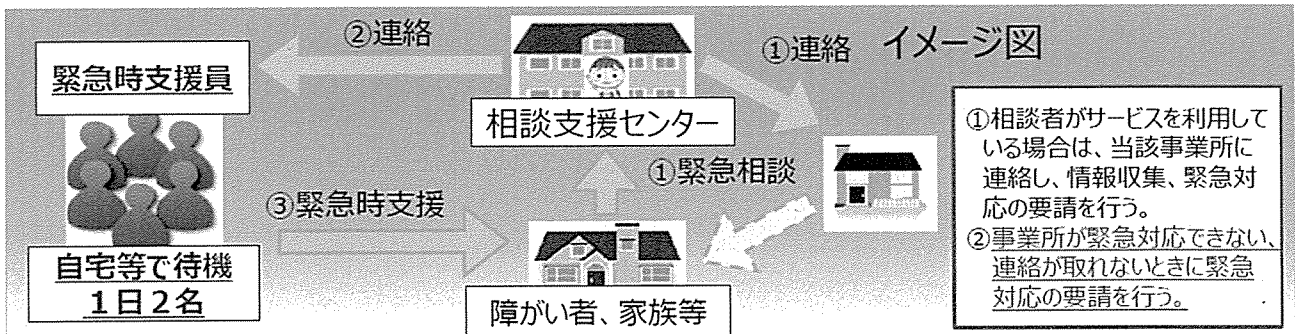 イメージ図
②連絡
①連絡
緊急時支援員
相談支援センター
①緊急相談
③緊急時支援
自宅等で待機
1日2名
障がい者、家族等
①相談者がサービスを利用して
いる場合は、当該事業所に
連絡し、情報収集、緊急対
応の要請を行う。
②事業所が緊急対応できない、
連絡が取れないときに緊急
対応の要請を行う。